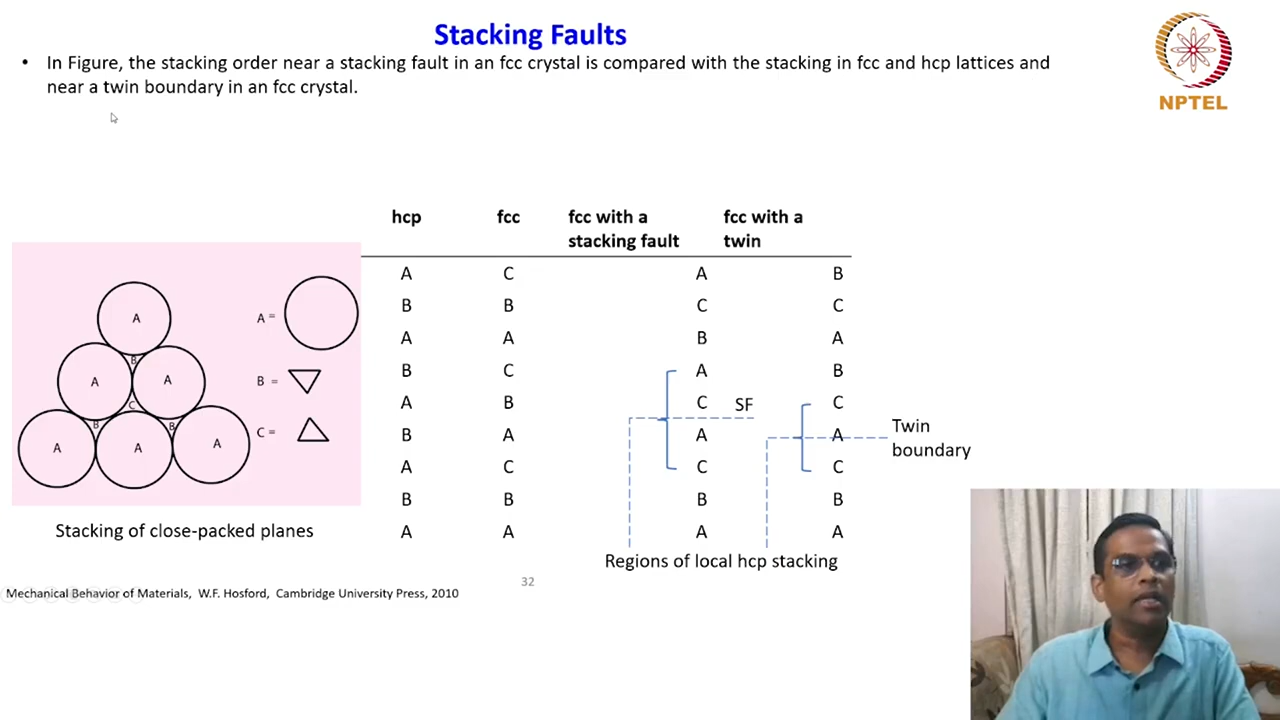 Stacking Faults
• In Figure, the stacking order near a stacking fault in an fcc crystal is compared with the stacking in fcc and hcp lattices and
near a twin boundary in an fcc crystal.
NPTEL
hcp fcc fcc with a fcc with a
stacking fault twin
A C A B
B B C C
A A B A
B C A B
A B C SF C
B A A A
A C C C
B B B B
A A A A
Twin
boundary
Regions of local hcp stacking
A
A =
B
A A
B =
C
B B
C =
A A A
Stacking of close-packed planes
32
Mechanical Behavior of Materials, W.F. Hosford, Cambridge University Press, 2010